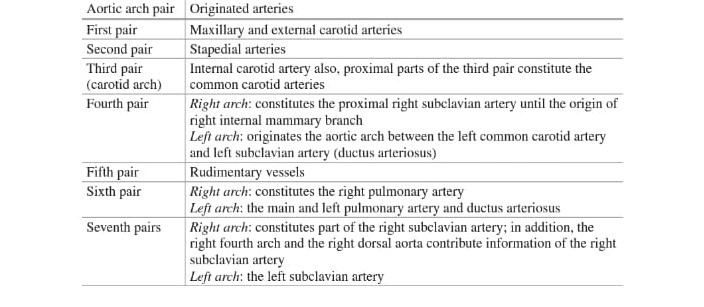 Aortic arch pair Originated arteries
First pair Maxillary and external carotid arteries
Second pair Stapedial arteries
Third pair Internal carotid artery also, proximal parts of the third pair constitute the
(carotid arch) common carotid arteries
Fourth pair Right arch: constitutes the proximal right subclavian artery until the origin of
right internal mammary branch
Left arch: originates the aortic arch between the left common carotid artery
and left subclavian artery (ductus arteriosus)
Fifth pair Rudimentary vessels
Sixth pair Right arch: constitutes the right pulmonary artery
Left arch: the main and left pulmonary artery and ductus arteriosus
Seventh pairs Right arch: constitutes part of the right subclavian artery; in addition, the
right fourth arch and the right dorsal aorta contribute information of the right
subclavian artery
Left arch: the left subclavian artery